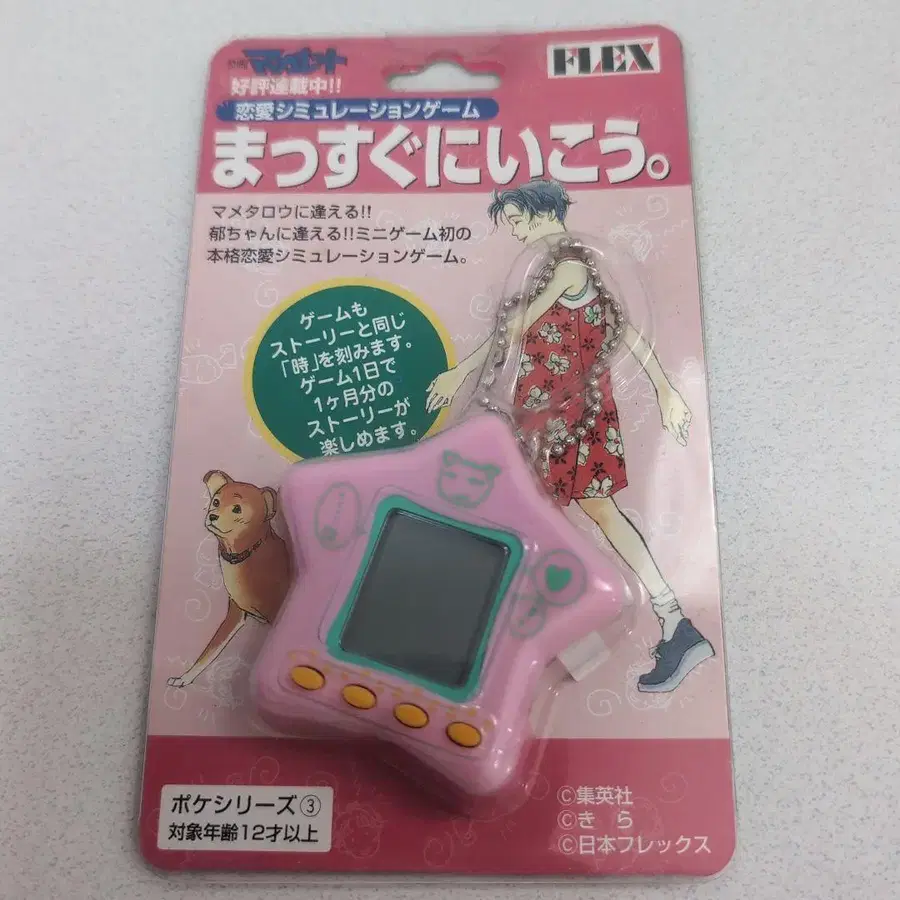 マーガレット
好評連載中!!
FLEX
恋愛シミュレーションゲーム
まっすぐにいこう。
マメタロウに逢える!!
郁ちゃんに逢える!!ミニゲーム初の
本格恋愛シミュレーションゲーム。
ゲームも
ストーリーと同じ
「時」を刻みます。
ゲーム1日で
1ヶ月分の
ストーリーが
楽しめます。
ポケシリーズ③
対象年齢12才以上
©集英社
©きら
©日本フレックス